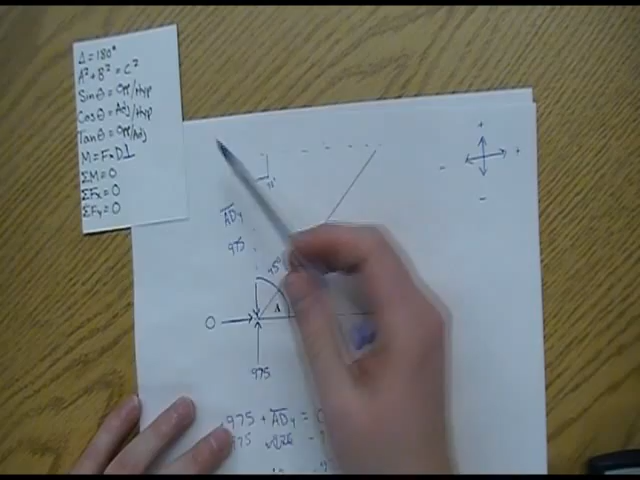 Δ = 180°
A² + B² = C²
Sinθ = OPP/HYP
Cosθ = Adj/HYP
Tanθ = OPP/Adj
M = F×D⊥
ΣM = 0
ΣFx = 0
ΣFy = 0
+
- +
-
ADy
975
45°
A
0
975
975 + ADy = 0
975